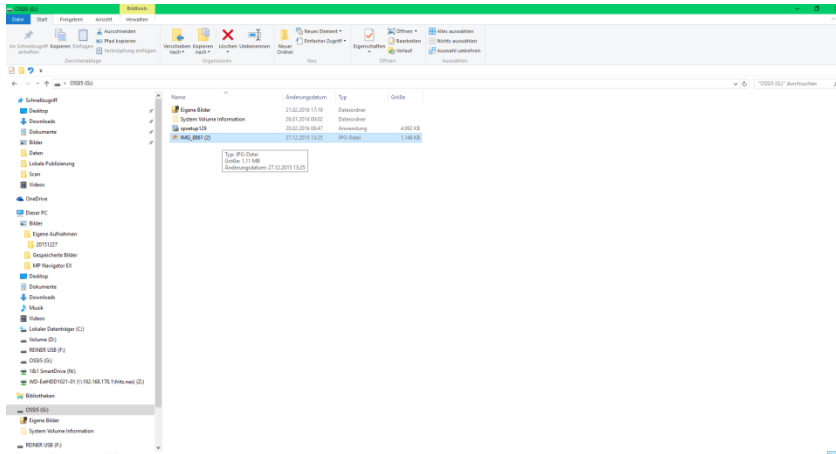 OSSI5 (G:)
Bildtools
Datei Start Freigeben Ansicht Verwalten
An Schnellzugriff anheften
Kopieren Einfügen
Ausschneiden
Pfad kopieren
Verknüpfung einfügen
Zwischenablage
Verschieben nach Kopieren nach Löschen Umbenennen
Organisieren
Neuer Ordner
Neues Element
Einfacher Zugriff
Neu
Eigenschaften
Öffnen
Bearbeiten
Verlauf
Öffnen
Alles auswählen
Nichts auswählen
Auswahl umkehren
Auswählen
OSSI5 (G:)
"OSSI5 (G:)" durchsuchen
Schnellzugriff
Desktop
Downloads
Dokumente
Bilder
Daten
Lokale Publizierung
Scan
Videos
OneDrive
Dieser PC
Bilder
Eigene Aufnahmen
20151227
Gespeicherte Bilder
MP Navigator EX
Desktop
Dokumente
Downloads
Musik
Videos
Lokaler Datenträger (C:)
Volume (D:)
REINER USB (F:)
OSSI5 (G:)
1&1 SmartDrive (N:)
Bibliotheken
OSSI5 (G:)
Eigene Bilder
System Volume Information
REINER USB (F:)
Name Änderungsdatum Typ Größe
Eigene Bilder 21.02.2016 17:18 Dateiordner
System Volume Information 26.01.2014 00:02 Dateiordner
spsetup128 20.02.2016 08:47 Anwendung 4.992 KB
IMG_8861 (2) 27.12.2015 13:25 JPG-Datei 1.140 KB
Typ: JPG-Datei
Größe: 1,11 MB
Änderungsdatum: 27.12.2015 13:25